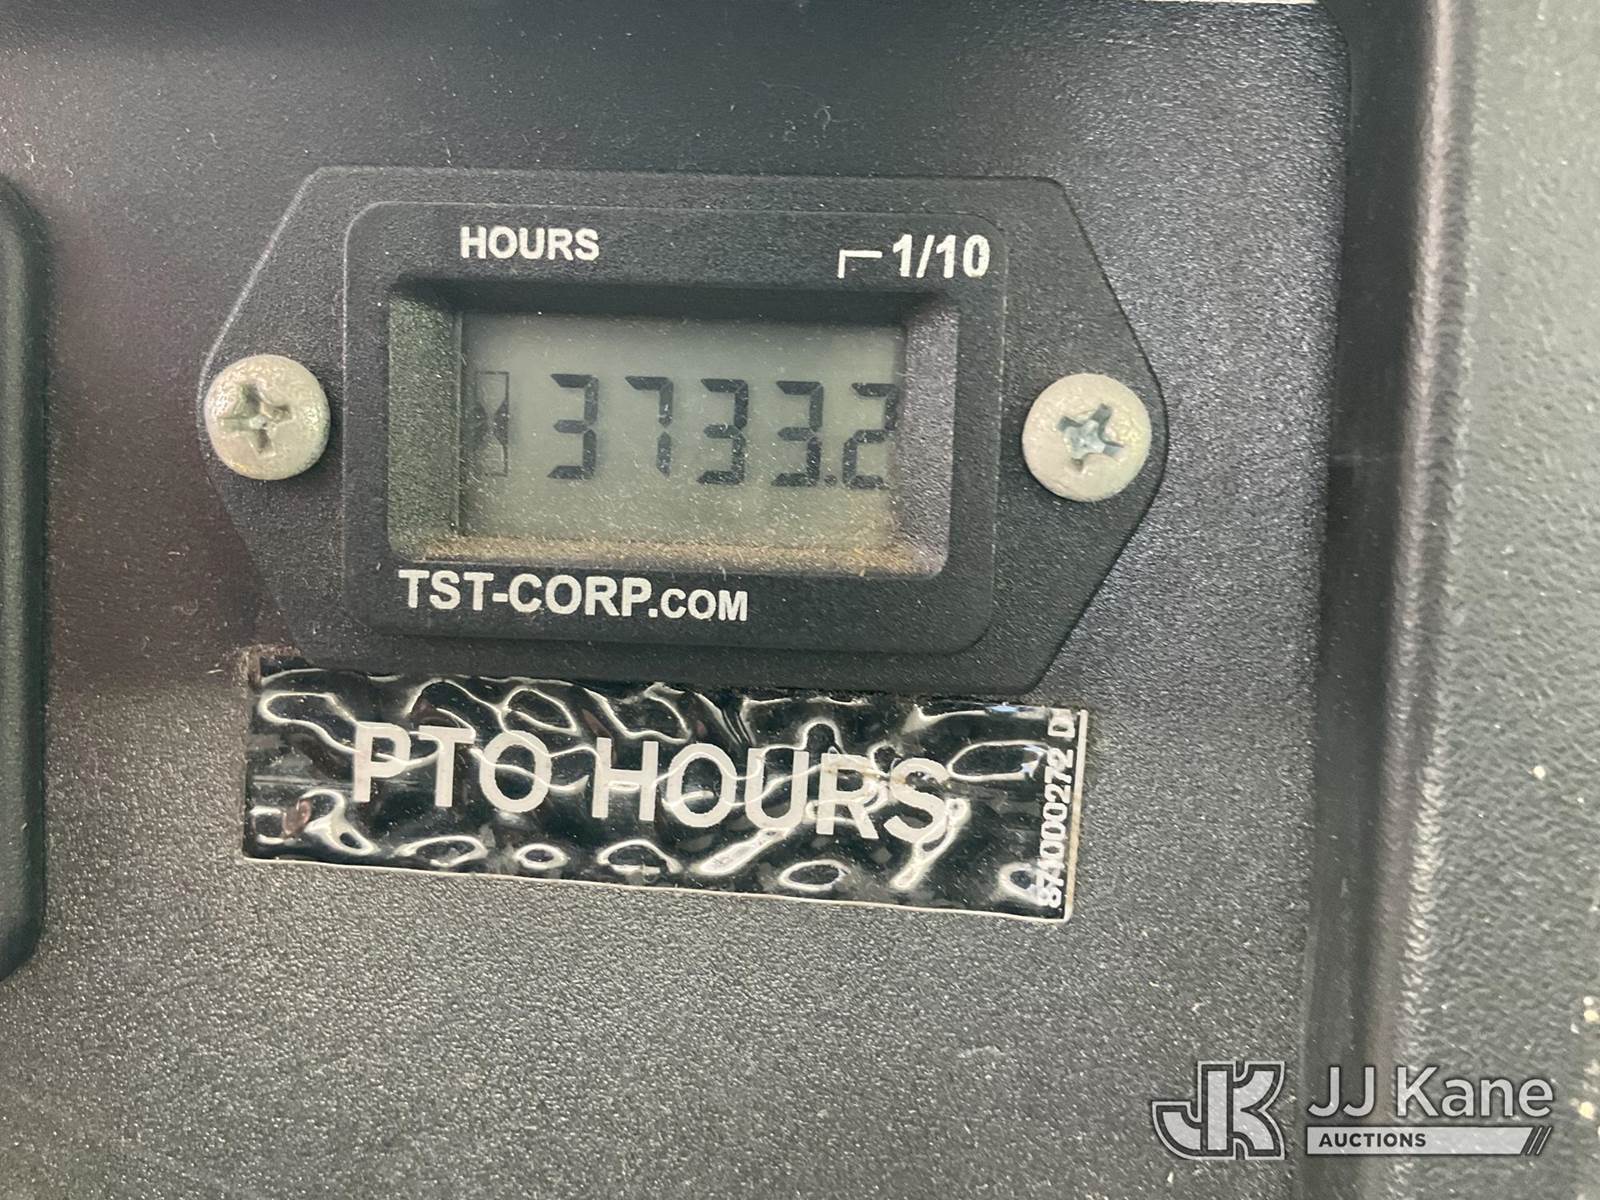 HOURS 1/10
3733.2
TST-CORP.COM
PTO HOURS
JJ Kane
AUCTIONS